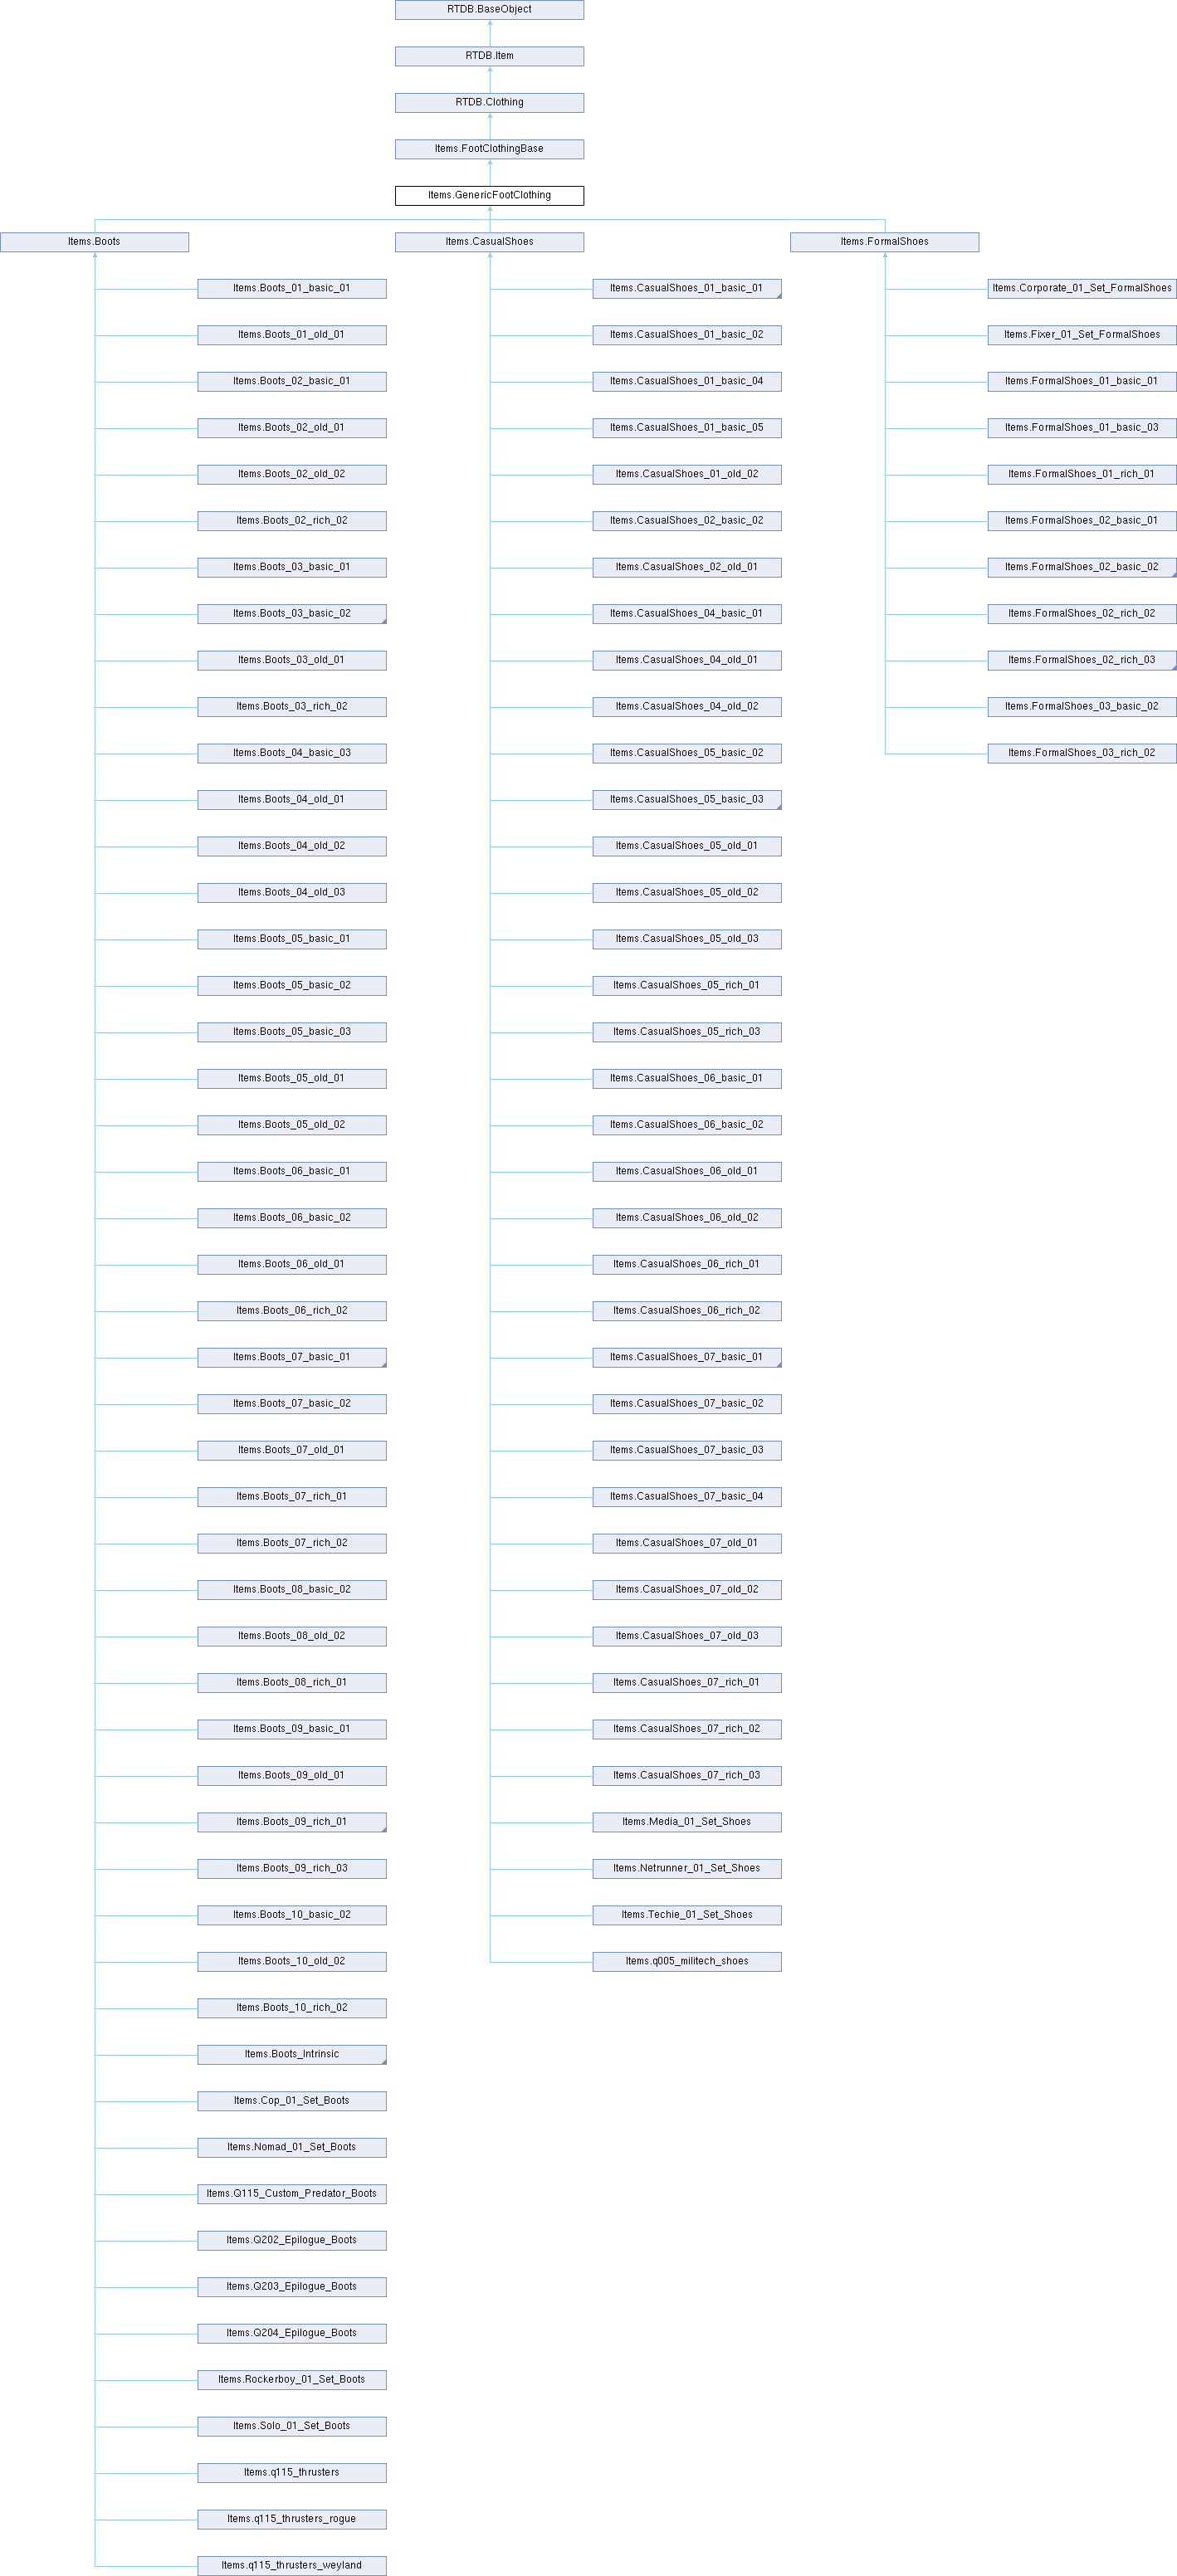 RTDB.BaseObject
RTDB.Item
RTDB.Clothing
Items.FootClothingBase
Items.GenericFootClothing
Items.Boots
Items.CasualShoes
Items.FormalShoes
Items.Boots_01_basic_01
Items.CasualShoes_01_basic_01
Items.Corporate_01_Set_FormalShoes
Items.Boots_01_old_01
Items.CasualShoes_01_basic_02
Items.Fixer_01_Set_FormalShoes
Items.Boots_02_basic_01
Items.CasualShoes_01_basic_04
Items.FormalShoes_01_basic_01
Items.Boots_02_old_01
Items.CasualShoes_01_basic_05
Items.FormalShoes_01_basic_03
Items.Boots_02_old_02
Items.CasualShoes_01_old_02
Items.FormalShoes_01_rich_01
Items.Boots_02_rich_02
Items.CasualShoes_02_basic_02
Items.FormalShoes_02_basic_01
Items.Boots_03_basic_01
Items.CasualShoes_02_old_01
Items.FormalShoes_02_basic_02
Items.Boots_03_basic_02
Items.CasualShoes_04_basic_01
Items.FormalShoes_02_rich_02
Items.Boots_03_old_01
Items.CasualShoes_04_old_01
Items.FormalShoes_02_rich_03
Items.Boots_03_rich_02
Items.CasualShoes_04_old_02
Items.FormalShoes_03_basic_02
Items.Boots_04_basic_03
Items.CasualShoes_05_basic_02
Items.FormalShoes_03_rich_02
Items.Boots_04_old_01
Items.CasualShoes_05_basic_03
Items.Boots_04_old_02
Items.CasualShoes_05_old_01
Items.Boots_04_old_03
Items.CasualShoes_05_old_02
Items.Boots_05_basic_01
Items.CasualShoes_05_old_03
Items.Boots_05_basic_02
Items.CasualShoes_05_rich_01
Items.Boots_05_basic_03
Items.CasualShoes_05_rich_03
Items.Boots_05_old_01
Items.CasualShoes_06_basic_01
Items.Boots_05_old_02
Items.CasualShoes_06_basic_02
Items.Boots_06_basic_01
Items.CasualShoes_06_old_01
Items.Boots_06_basic_02
Items.CasualShoes_06_old_02
Items.Boots_06_old_01
Items.CasualShoes_06_rich_01
Items.Boots_06_rich_02
Items.CasualShoes_06_rich_02
Items.Boots_07_basic_01
Items.CasualShoes_07_basic_01
Items.Boots_07_basic_02
Items.CasualShoes_07_basic_02
Items.Boots_07_old_01
Items.CasualShoes_07_basic_03
Items.Boots_07_rich_01
Items.CasualShoes_07_basic_04
Items.Boots_07_rich_02
Items.CasualShoes_07_old_01
Items.Boots_08_basic_02
Items.CasualShoes_07_old_02
Items.Boots_08_old_02
Items.CasualShoes_07_old_03
Items.Boots_08_rich_01
Items.CasualShoes_07_rich_01
Items.Boots_09_basic_01
Items.CasualShoes_07_rich_02
Items.Boots_09_old_01
Items.CasualShoes_07_rich_03
Items.Boots_09_rich_01
Items.Media_01_Set_Shoes
Items.Boots_09_rich_03
Items.Netrunner_01_Set_Shoes
Items.Boots_10_basic_02
Items.Techie_01_Set_Shoes
Items.Boots_10_old_02
Items.q005_militech_shoes
Items.Boots_10_rich_02
Items.Boots_Intrinsic
Items.Cop_01_Set_Boots
Items.Nomad_01_Set_Boots
Items.Q115_Custom_Predator_Boots
Items.Q202_Epilogue_Boots
Items.Q203_Epilogue_Boots
Items.Q204_Epilogue_Boots
Items.Rockerboy_01_Set_Boots
Items.Solo_01_Set_Boots
Items.q115_thrusters
Items.q115_thrusters_rogue
Items.q115_thrusters_weyland